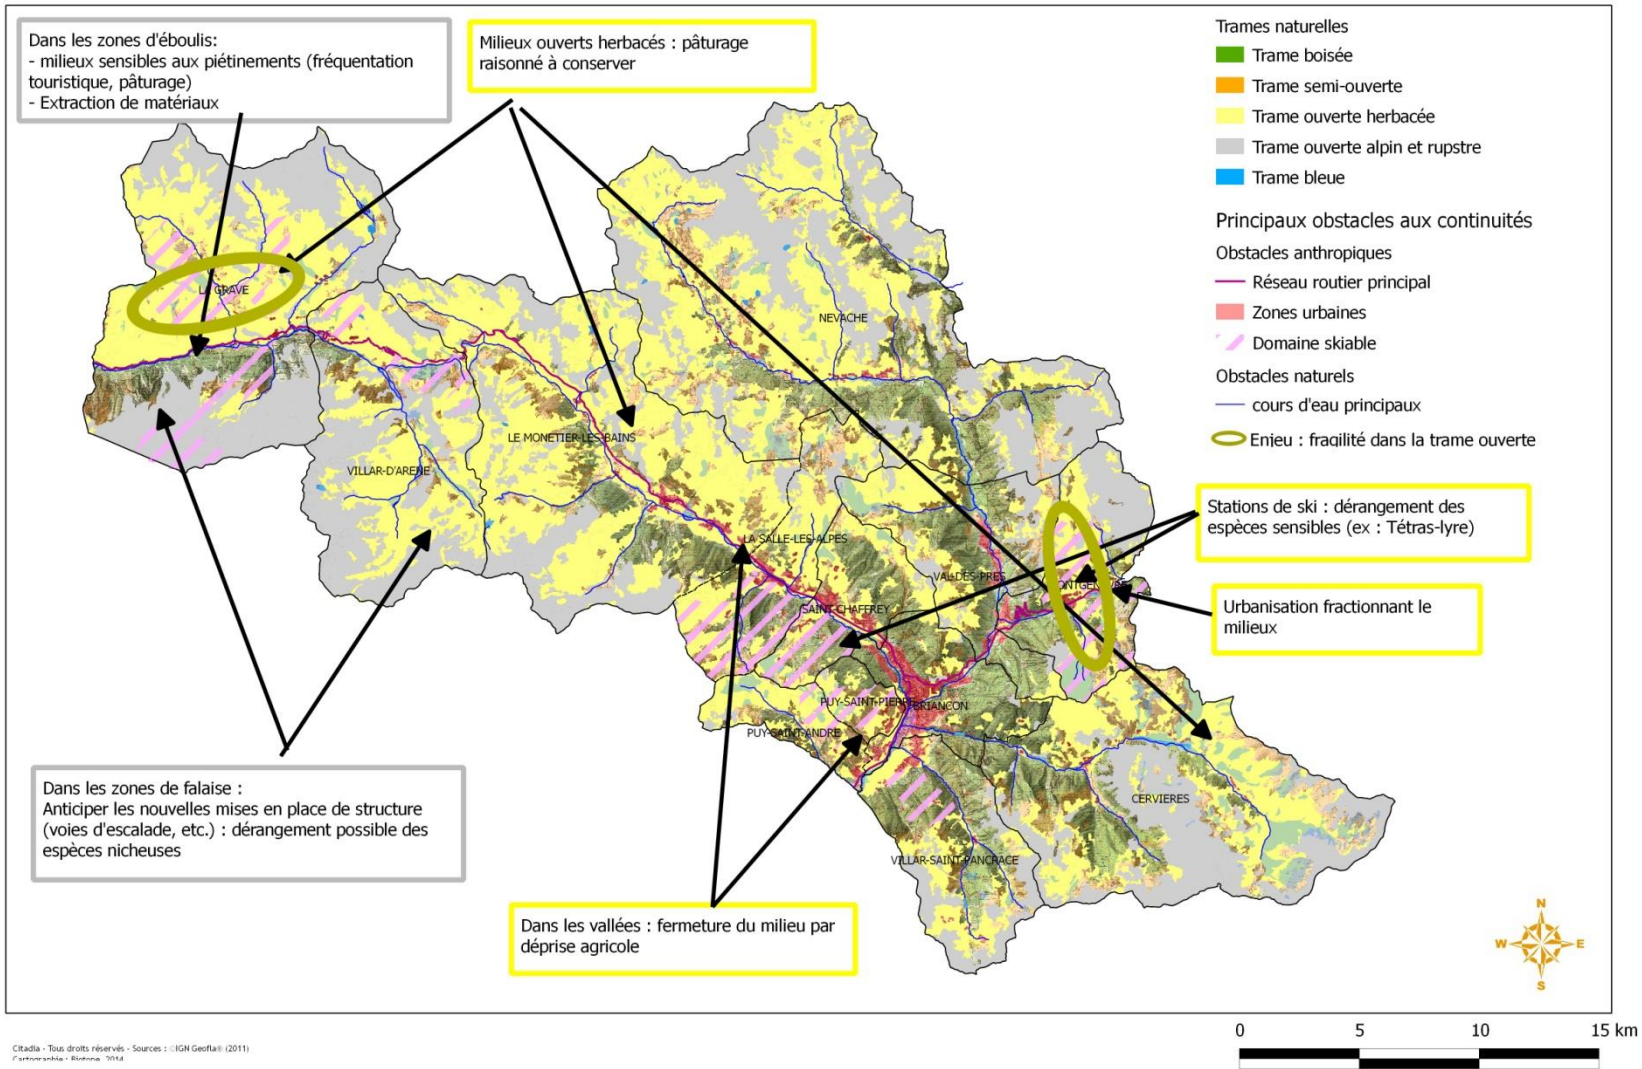 Dans les zones d'éboulis:
- milieux sensibles aux piétinements (fréquentation
touristique, pâturage)
- Extraction de matériaux
Milieux ouverts herbacés : pâturage
raisonné à conserver
Trames naturelles
Trame boisée
Trame semi-ouverte
Trame ouverte herbacée
Trame ouverte alpin et rupstre
Trame bleue
Principaux obstacles aux continuités
Obstacles anthropiques
Réseau routier principal
Zones urbaines
Domaine skiable
Obstacles naturels
cours d'eau principaux
Enjeu : fragilité dans la trame ouverte
LA GRAVE
NEVACHE
LE MONETIER-LES-BAINS
VILLAR-D'ARENE
LA SALLE-LES-ALPES
VAL-DES-PRES
MONTGENEVRE
SAINT-CHAFFREY
PUY-SAINT-PIERRE
BRIANCON
PUY-SAINT-ANDRE
CERVIERES
VILLAR-SAINT-PANCRACE
Stations de ski : dérangement des
espèces sensibles (ex : Tétras-lyre)
Urbanisation fractionnant le
milieu
Dans les zones de falaise :
Anticiper les nouvelles mises en place de structure
(voies d'escalade, etc.) : dérangement possible des
espèces nicheuses
Dans les vallées : fermeture du milieu par
déprise agricole
N
W E
S
0 5 10 15 km
Citadia - Tous droits réservés - Sources : ©IGN Geofla® (2011)
Cartographie : Biotope, 2014